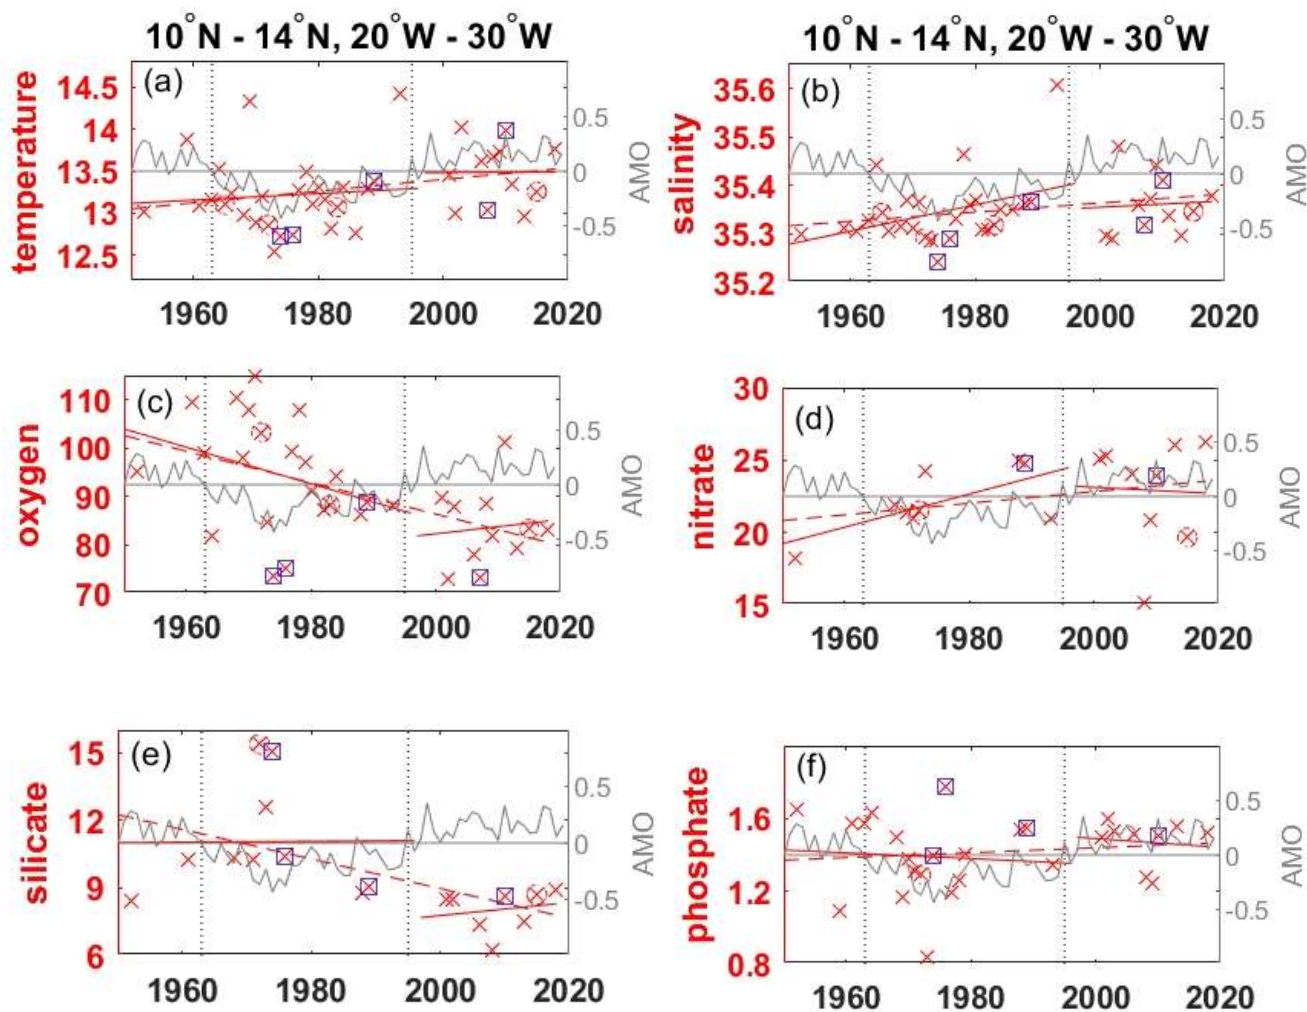 10°N - 14°N, 20°W - 30°W
10°N - 14°N, 20°W - 30°W
(a)
temperature
14.5
14
13.5
13
12.5
0.5
0
-0.5
AMO
1960 1980 2000 2020
(b)
salinity
35.6
35.5
35.4
35.3
35.2
0.5
0
-0.5
AMO
1960 1980 2000 2020
(c)
oxygen
110
100
90
80
70
0.5
0
-0.5
AMO
1960 1980 2000 2020
(d)
nitrate
30
25
20
15
0.5
0
-0.5
AMO
1960 1980 2000 2020
(e)
silicate
15
12
9
6
0.5
0
-0.5
AMO
1960 1980 2000 2020
(f)
phosphate
1.6
1.2
0.8
0.5
0
-0.5
AMO
1960 1980 2000 2020